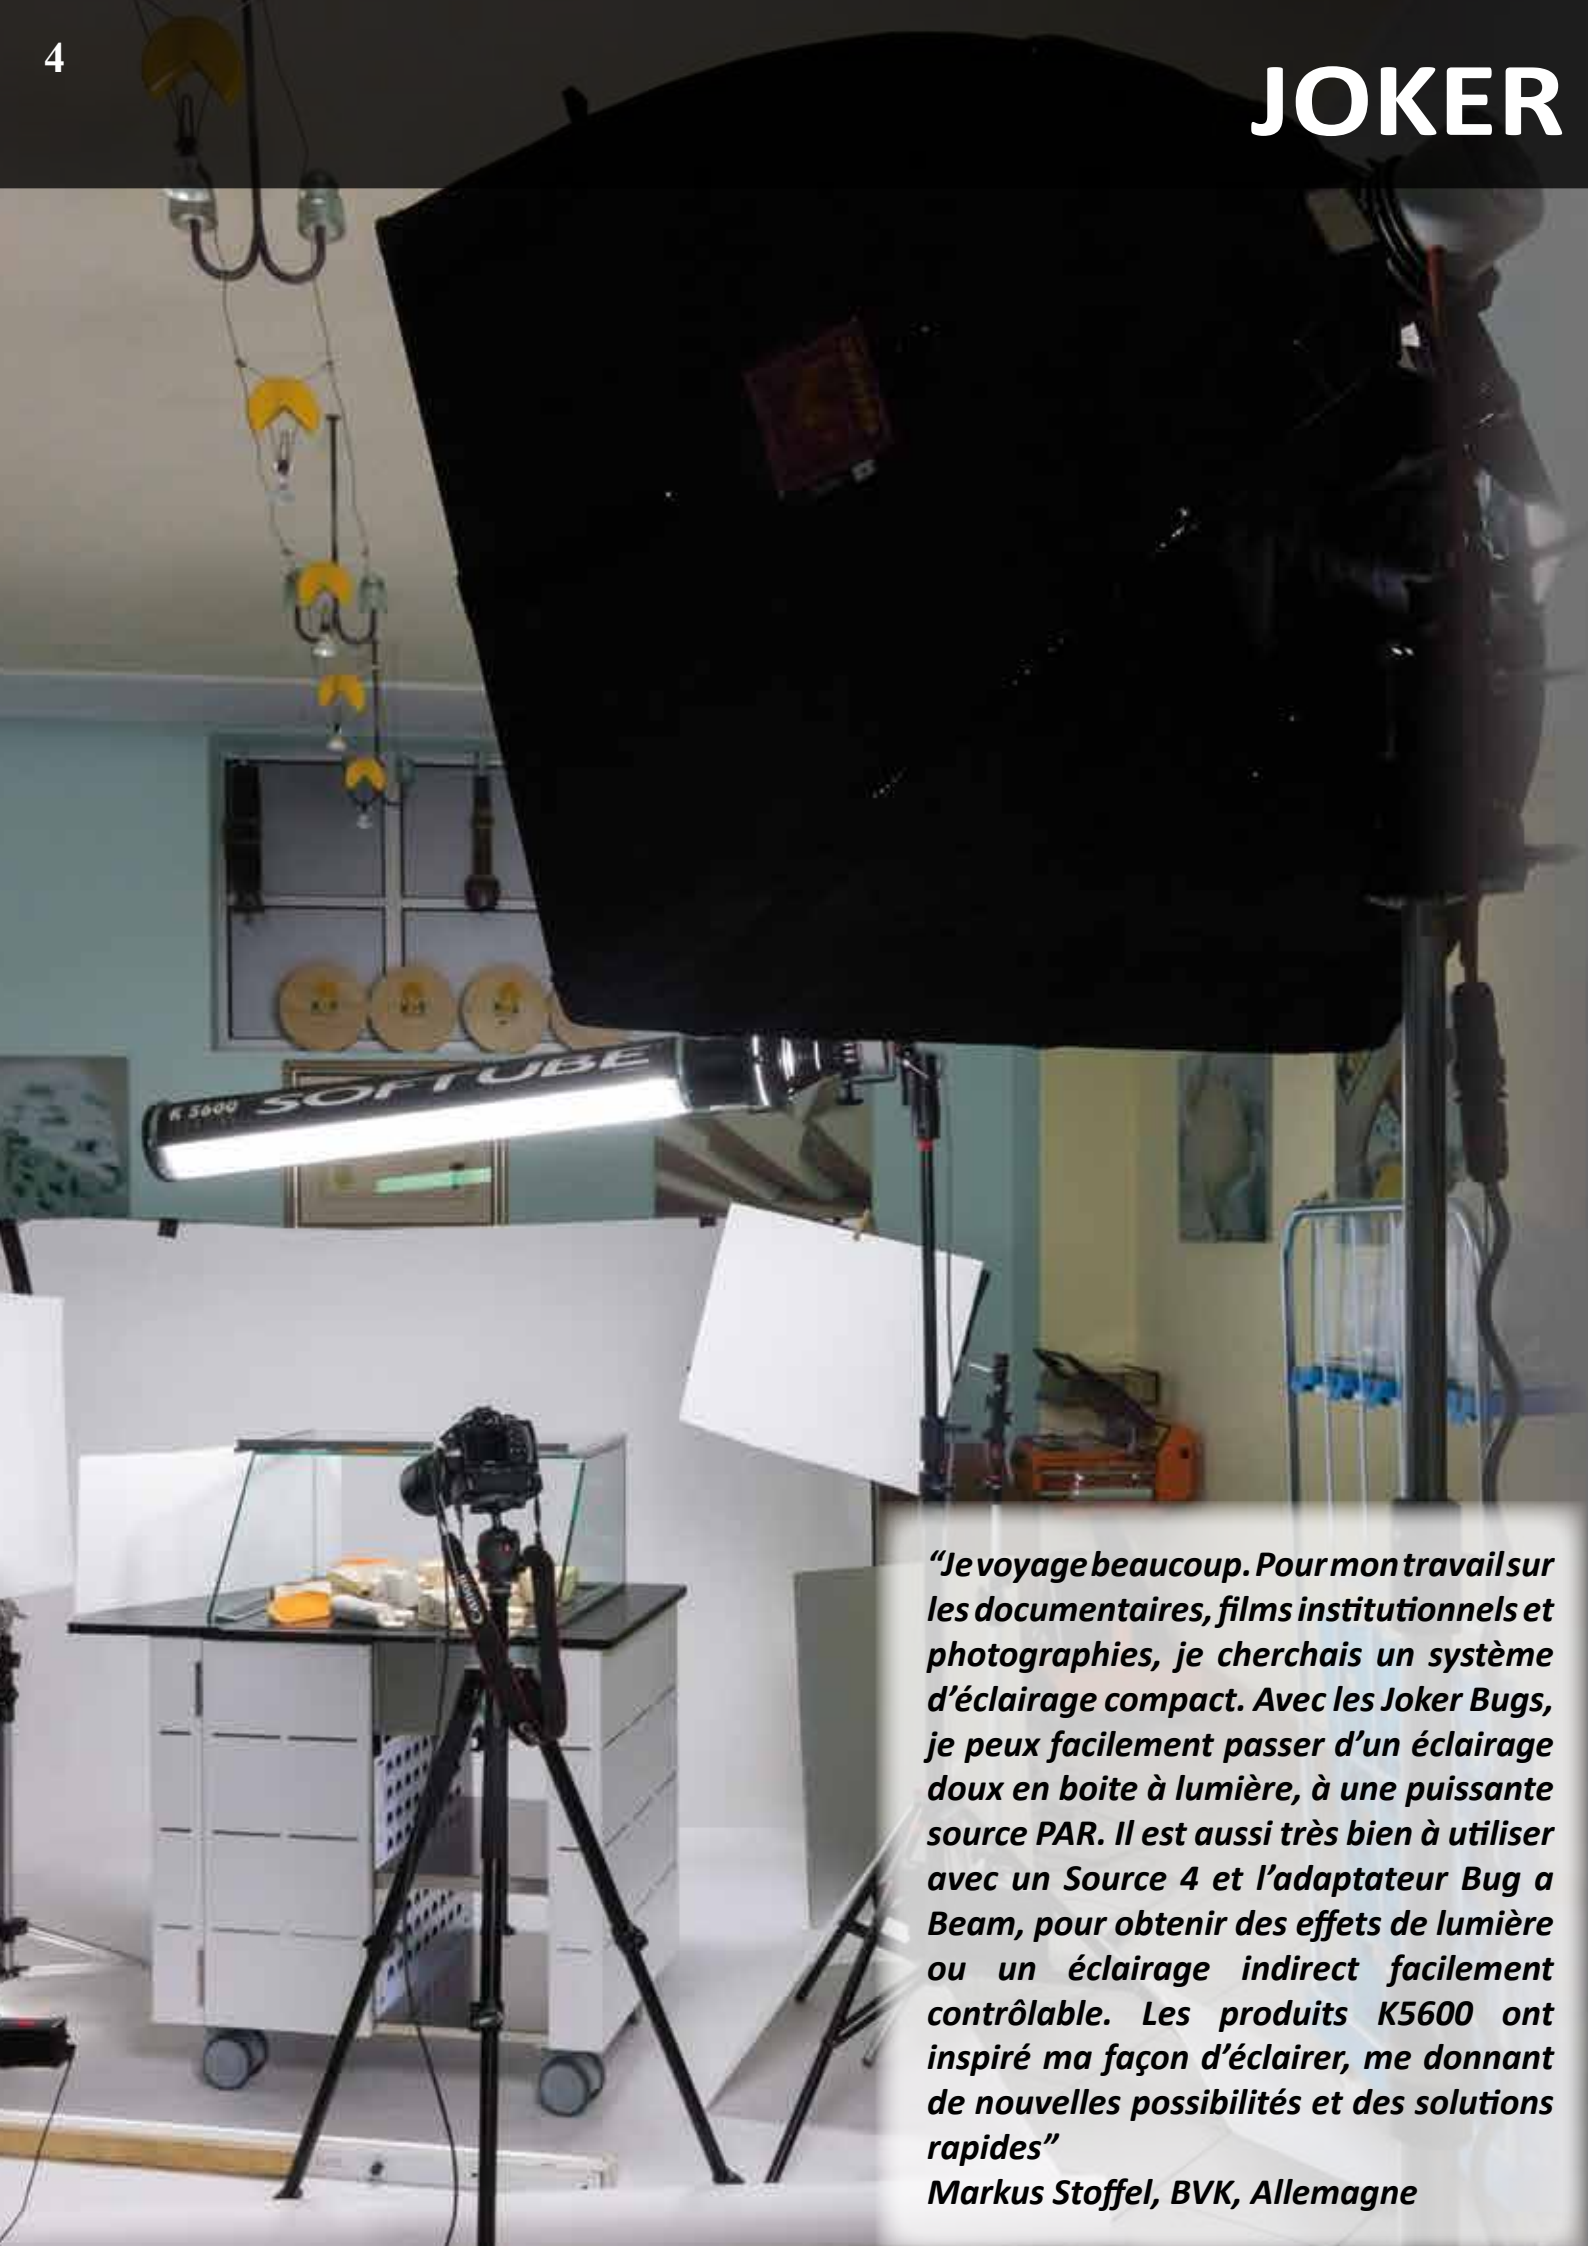 4
JOKER
K 5600 SOFTUBE
Canon
“Je voyage beaucoup. Pour mon travail sur
les documentaires, films institutionnels et
photographies, je cherchais un système
d’éclairage compact. Avec les Joker Bugs,
je peux facilement passer d’un éclairage
doux en boite à lumière, à une puissante
source PAR. Il est aussi très bien à utiliser
avec un Source 4 et l’adaptateur Bug a
Beam, pour obtenir des effets de lumière
ou un éclairage indirect facilement
contrôlable. Les produits K5600 ont
inspiré ma façon d’éclairer, me donnant
de nouvelles possibilités et des solutions
rapides”
Markus Stoffel, BVK, Allemagne